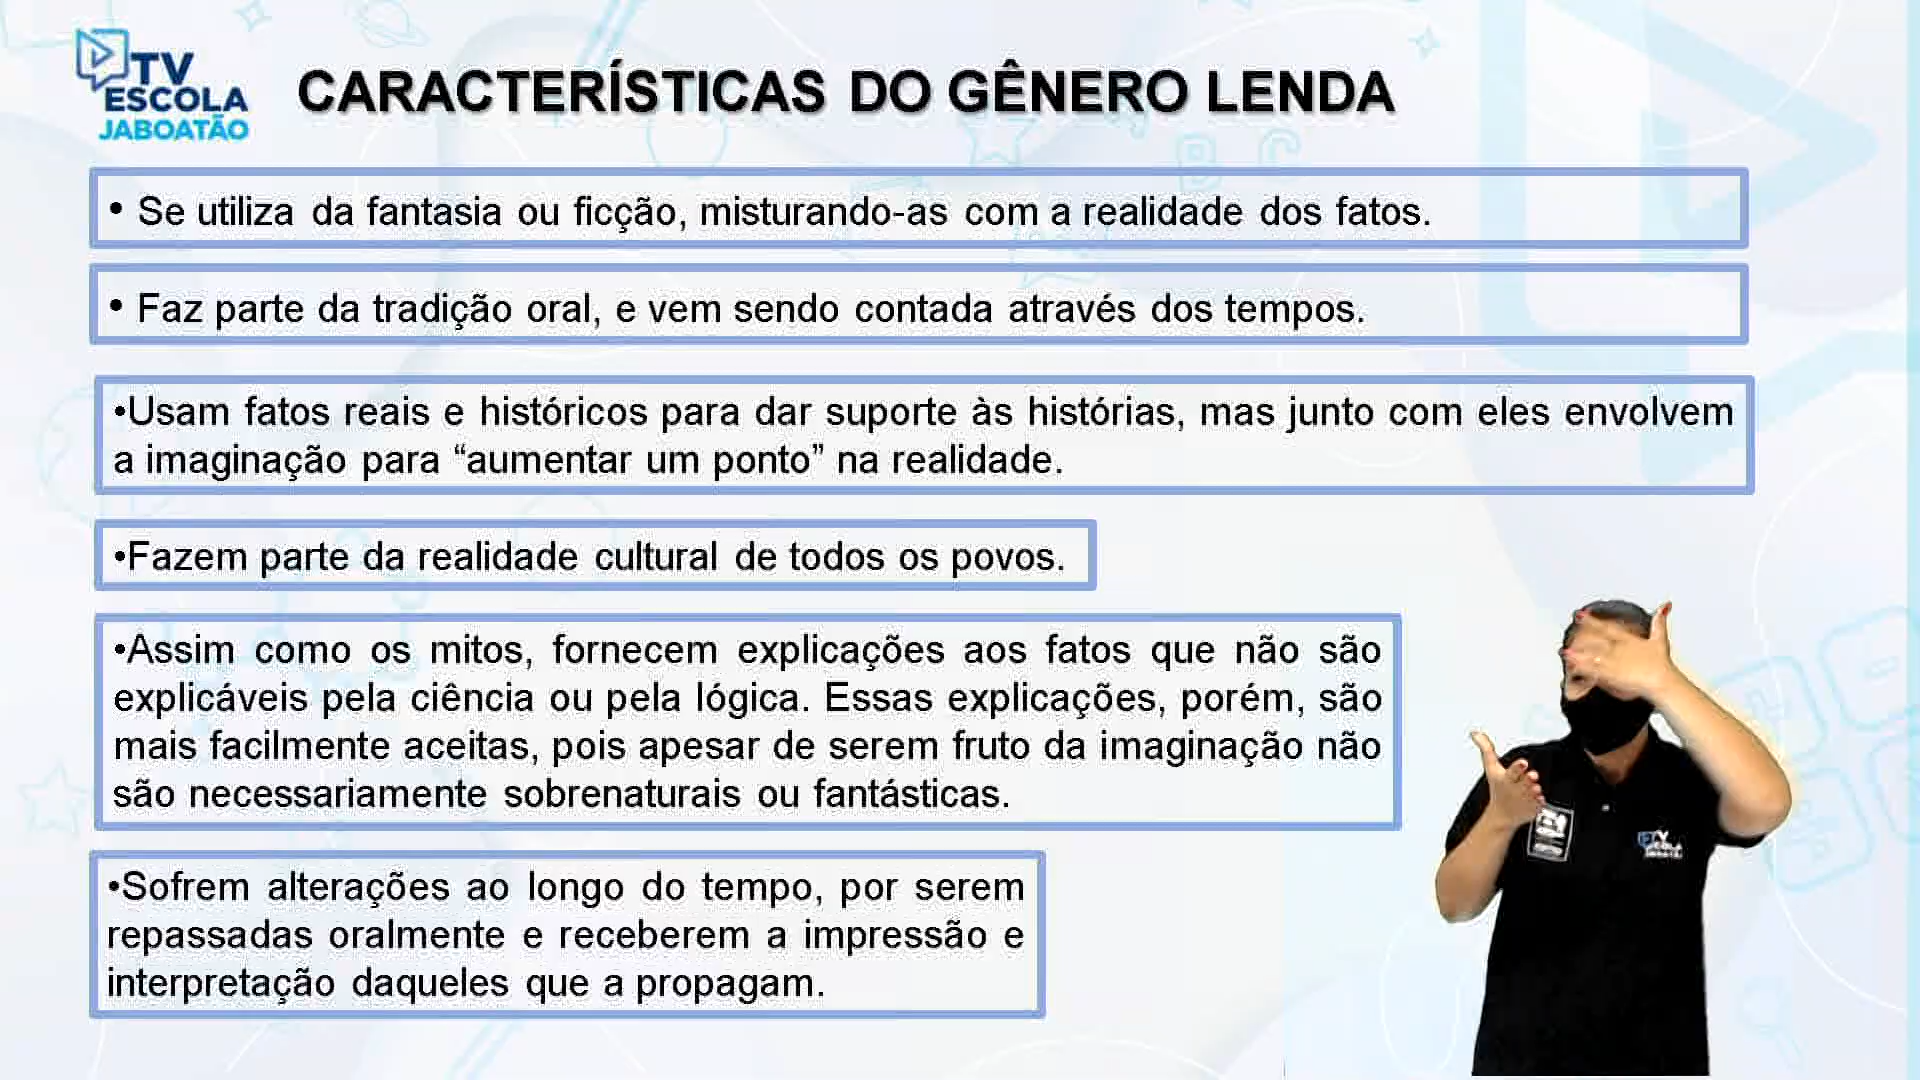 TV
ESCOLA
JABOATÃO
CARACTERÍSTICAS DO GÊNERO LENDA
• Se utiliza da fantasia ou ficção, misturando-as com a realidade dos fatos.
• Faz parte da tradição oral, e vem sendo contada através dos tempos.
•Usam fatos reais e históricos para dar suporte às histórias, mas junto com eles envolvem
a imaginação para “aumentar um ponto” na realidade.
•Fazem parte da realidade cultural de todos os povos.
•Assim como os mitos, fornecem explicações aos fatos que não são
explicáveis pela ciência ou pela lógica. Essas explicações, porém, são
mais facilmente aceitas, pois apesar de serem fruto da imaginação não
são necessariamente sobrenaturais ou fantásticas.
•Sofrem alterações ao longo do tempo, por serem
repassadas oralmente e receberem a impressão e
interpretação daqueles que a propagam.